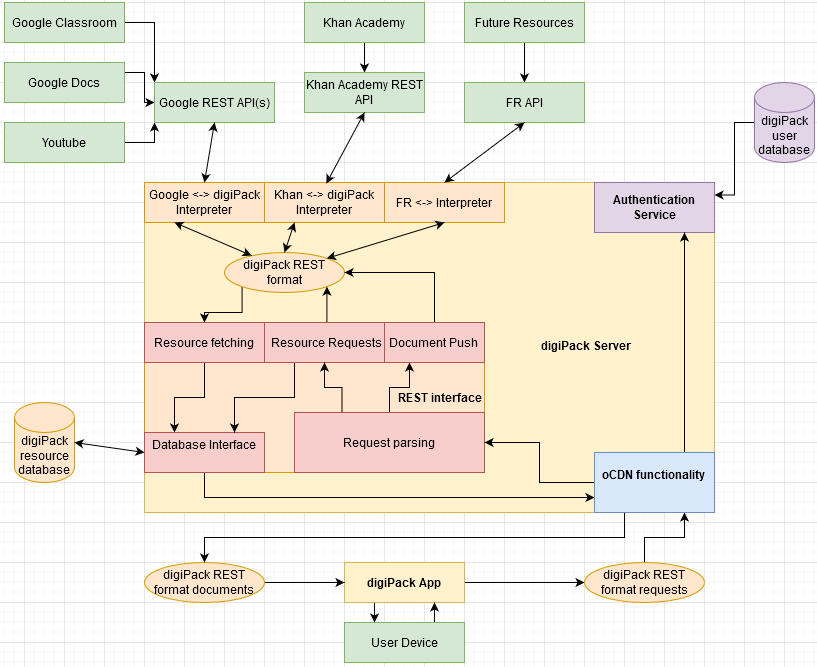 Google Classroom
Khan Academy
Future Resources
Google Docs
Google REST API(s)
Khan Academy REST
API
FR API
Youtube
digiPack
user
database
Google <-> digiPack
Interpreter
Khan <-> digiPack
Interpreter
FR <-> Interpreter
Authentication
Service
digiPack REST
format
Resource fetching
Resource Requests
Document Push
digiPack Server
REST interface
digiPack
resource
database
Database Interface
Request parsing
oCDN functionality
digiPack REST
format documents
digiPack App
digiPack REST
format requests
User Device